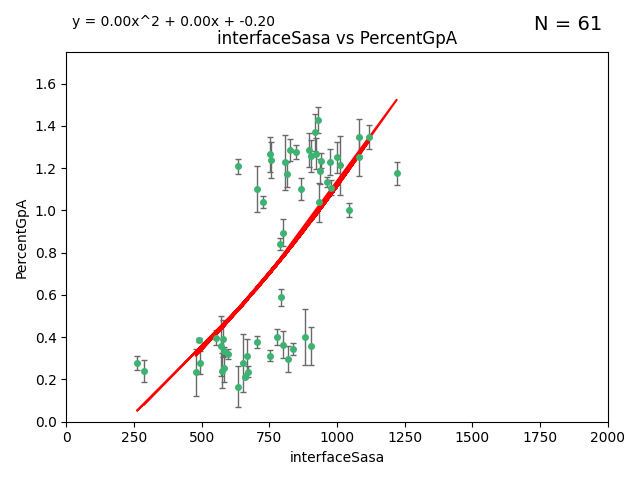 y = 0.00x^2 + 0.00x + -0.20
N = 61
interfaceSasa vs PercentGpA
PercentGpA
1.6
1.4
1.2
1.0
0.8
0.6
0.4
0.2
0.0
0 250 500 750 1000 1250 1500 1750 2000
interfaceSasa